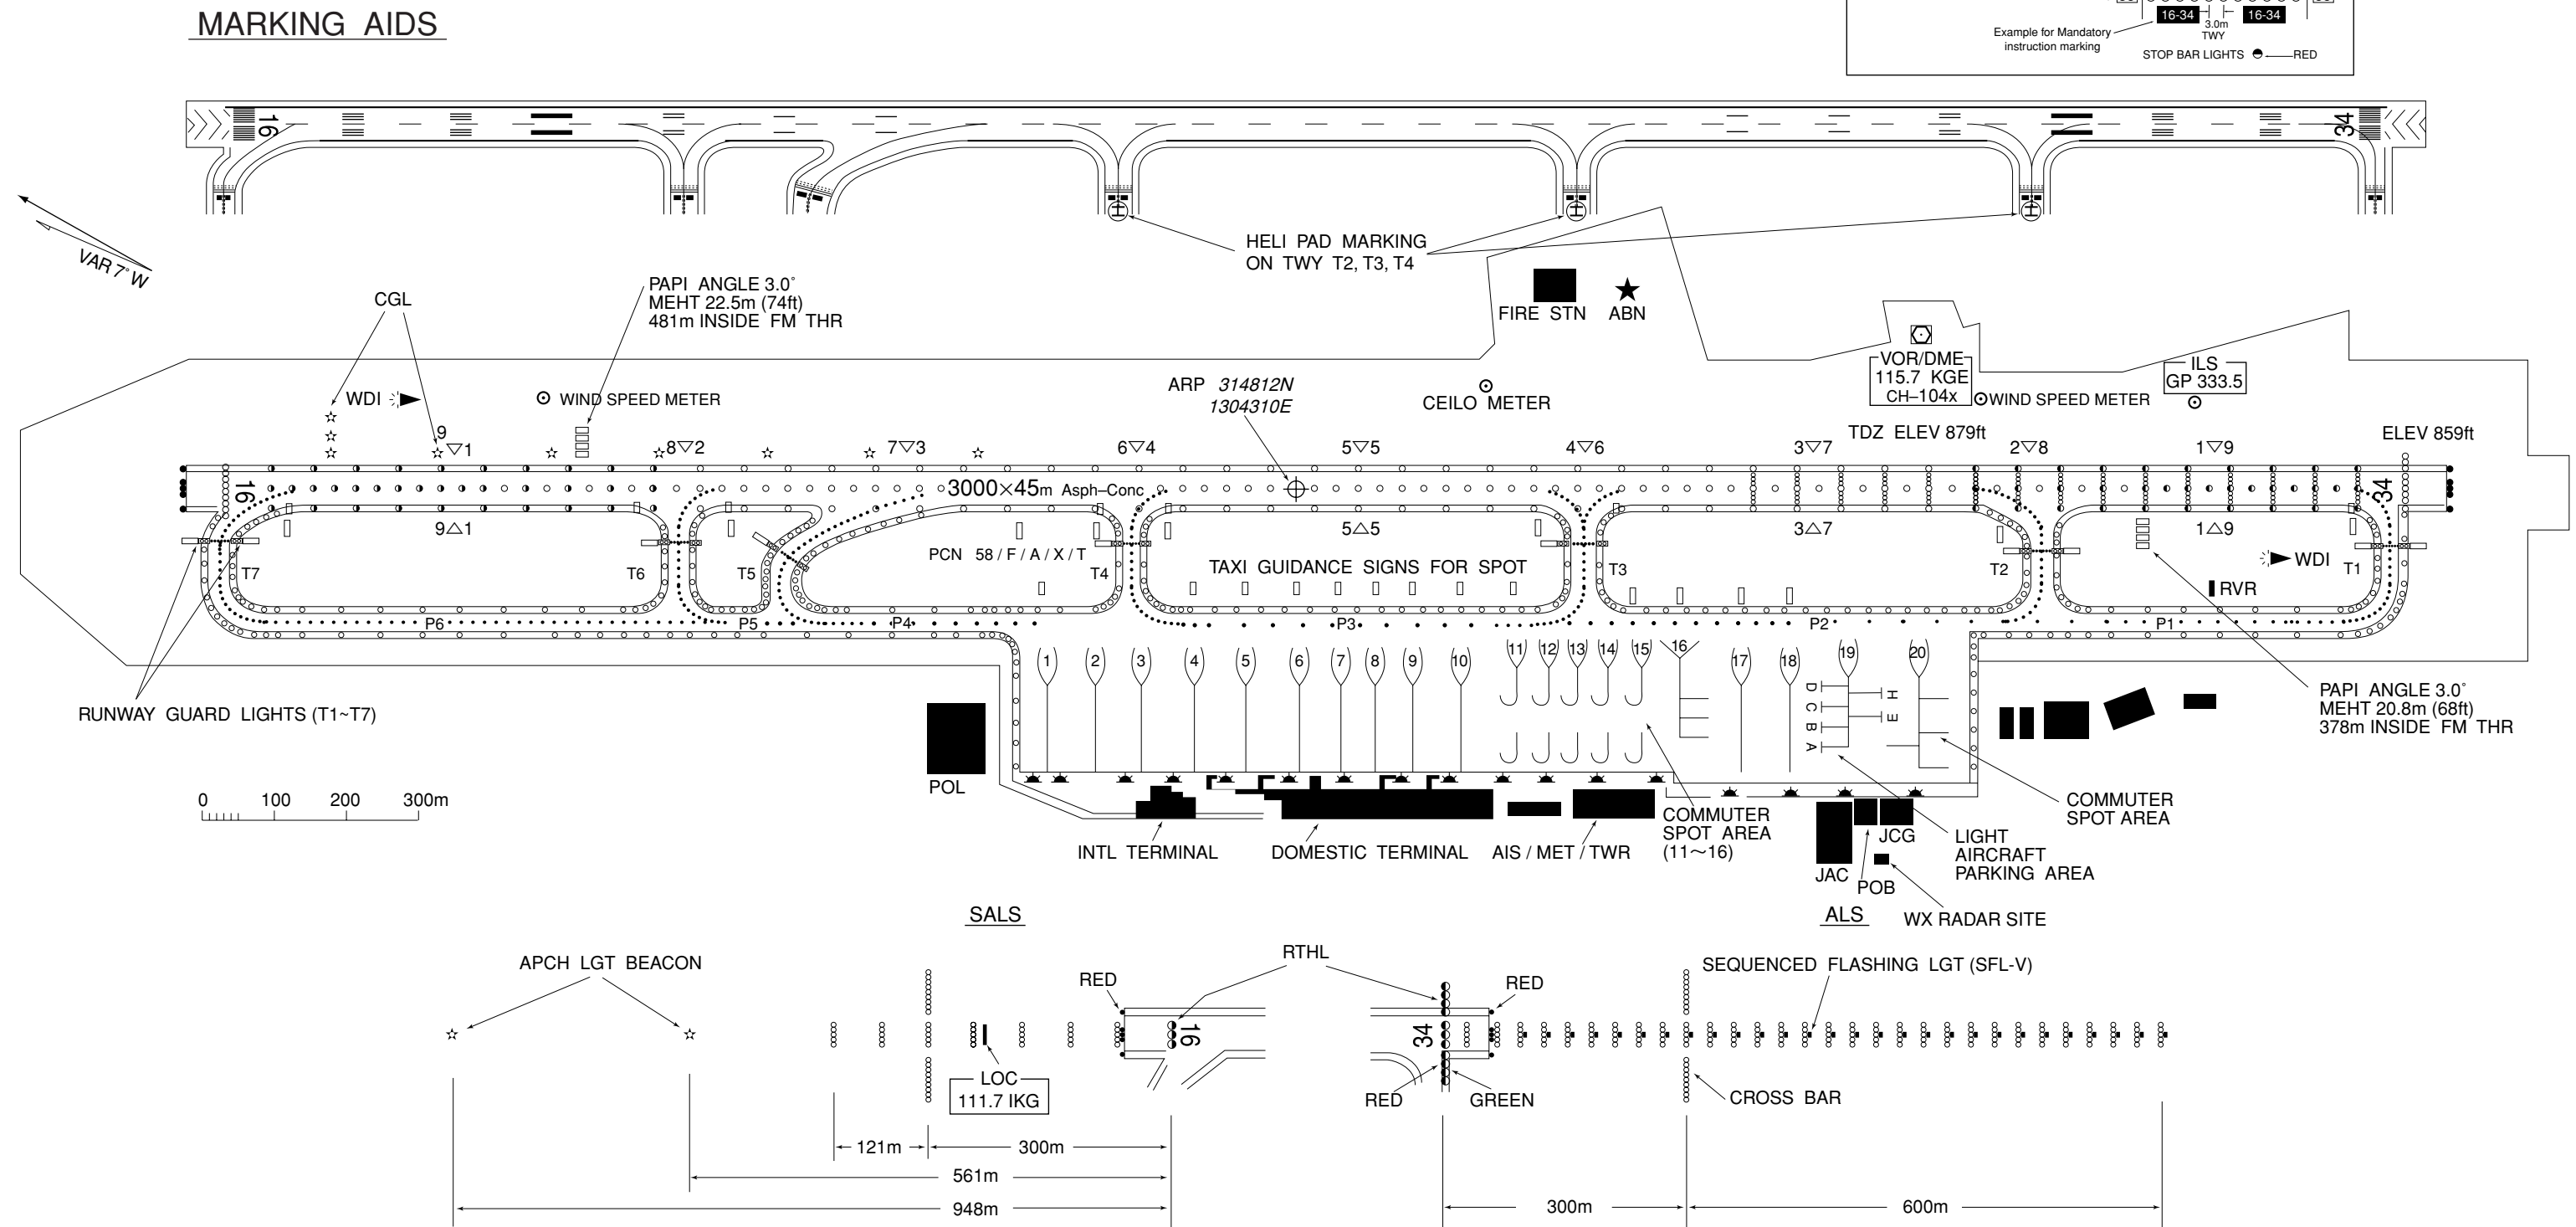 MARKING AIDS
16-34
16-34
3.0m
TWY
Example for Mandatory
instruction marking
STOP BAR LIGHTS
RED
16
34
H
H
H
HELI PAD MARKING
ON TWY T2, T3, T4
VAR 7°W
CGL
PAPI ANGLE 3.0°
MEHT 22.5m (74ft)
481m INSIDE FM THR
FIRE STN
ABN
WDI
WIND SPEED METER
ARP 314812N
1304310E
CEILO METER
VOR/DME
115.7 KGE
CH–104x
WIND SPEED METER
ILS
GP 333.5
TDZ ELEV 879ft
ELEV 859ft
9
▽1
8▽2
7▽3
6▽4
5▽5
4▽6
3▽7
2▽8
1▽9
16
3000×45m Asph–Conc
34
9△1
5△5
3△7
1△9
PCN 58 / F / A / X / T
TAXI GUIDANCE SIGNS FOR SPOT
WDI
T7
T6
T5
T4
T3
T2
T1
RVR
P6
P5
P4
P3
P2
P1
1
2
3
4
5
6
7
8
9
10
11
12
13
14
15
16
17
18
19
20
D
C
B
A
H
E
RUNWAY GUARD LIGHTS (T1~T7)
PAPI ANGLE 3.0°
MEHT 20.8m (68ft)
378m INSIDE FM THR
0 100 200 300m
POL
INTL TERMINAL
DOMESTIC TERMINAL
AIS / MET / TWR
COMMUTER
SPOT AREA
(11～16)
JAC
POB
JCG
LIGHT
AIRCRAFT
PARKING AREA
COMMUTER
SPOT AREA
WX RADAR SITE
SALS
ALS
APCH LGT BEACON
RED
RTHL
RED
SEQUENCED FLASHING LGT (SFL-V)
16
34
LOC
111.7 IKG
RED
GREEN
CROSS BAR
121m
300m
561m
948m
300m
600m